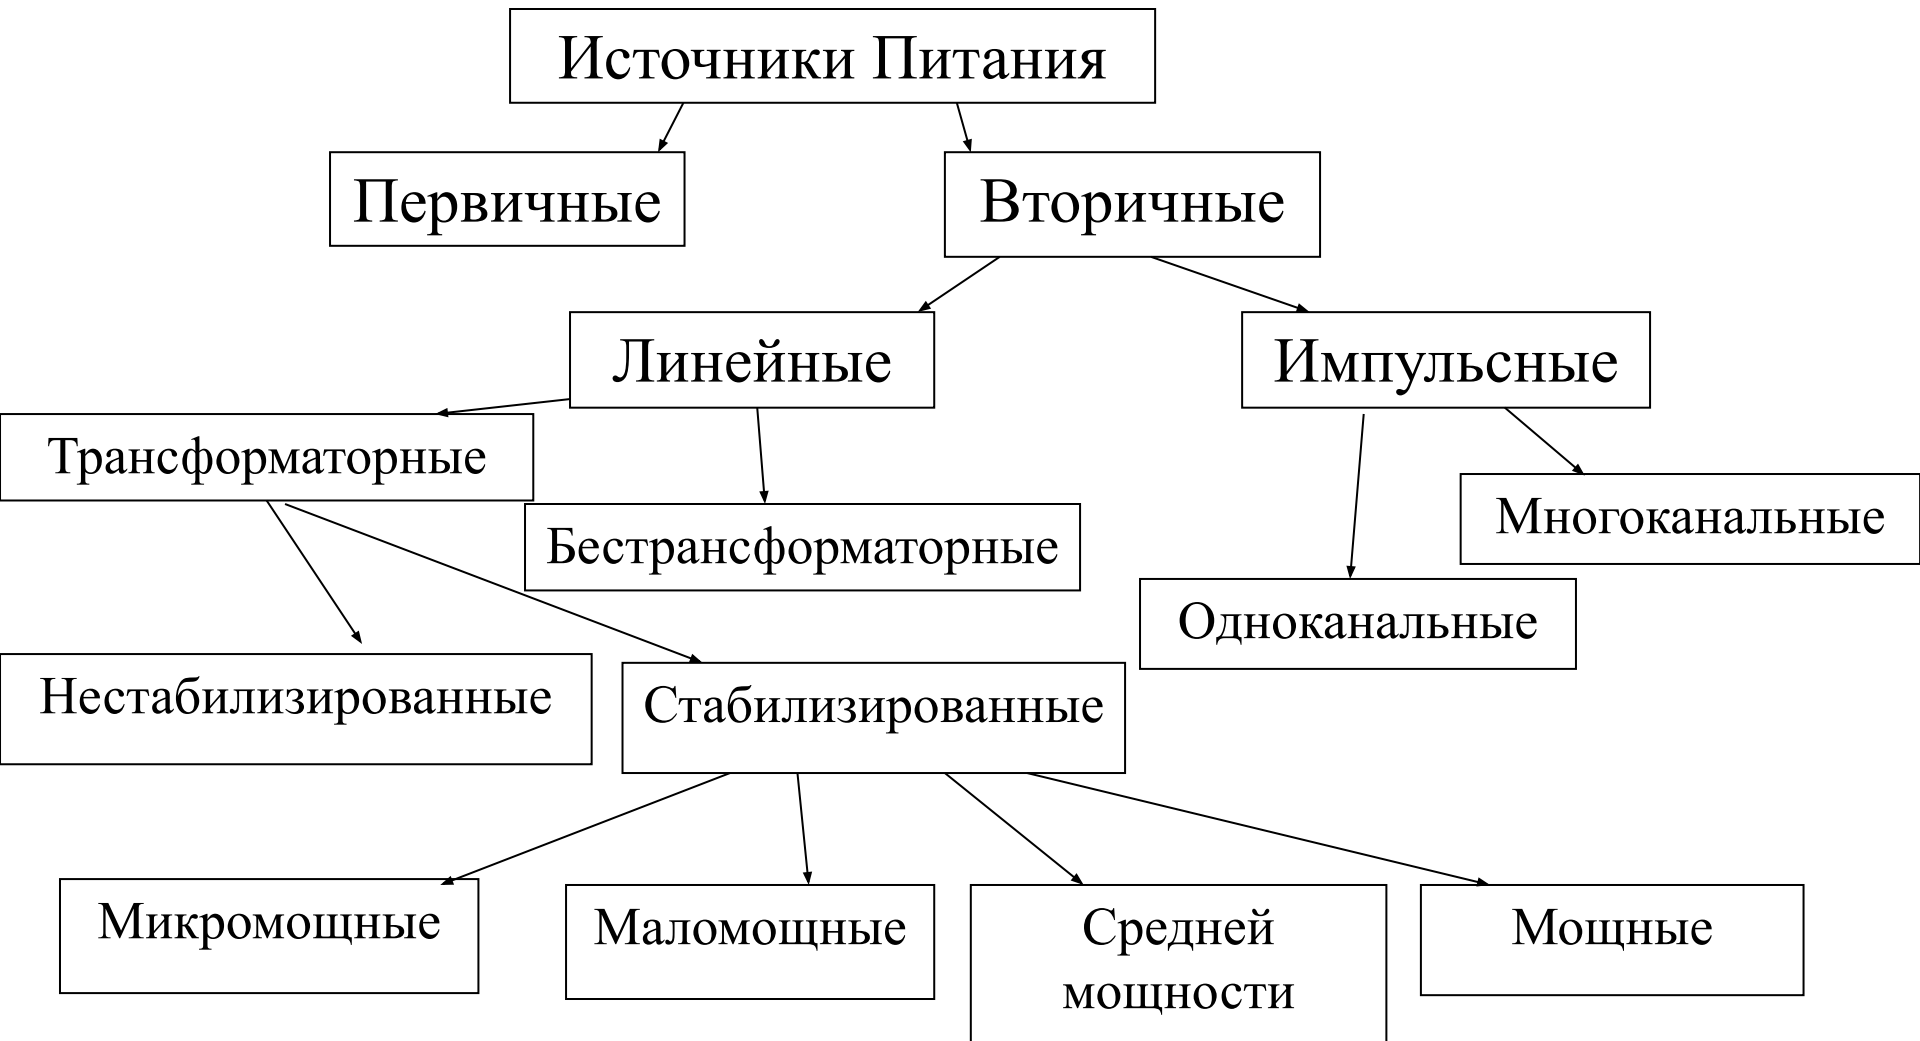 Источники Питания
Первичные
Вторичные
Линейные
Импульсные
Трансформаторные
Многоканальные
Бестрансформаторные
Одноканальные
Нестабилизированные
Стабилизированные
Микромощные
Маломощные
Средней
мощности
Мощные